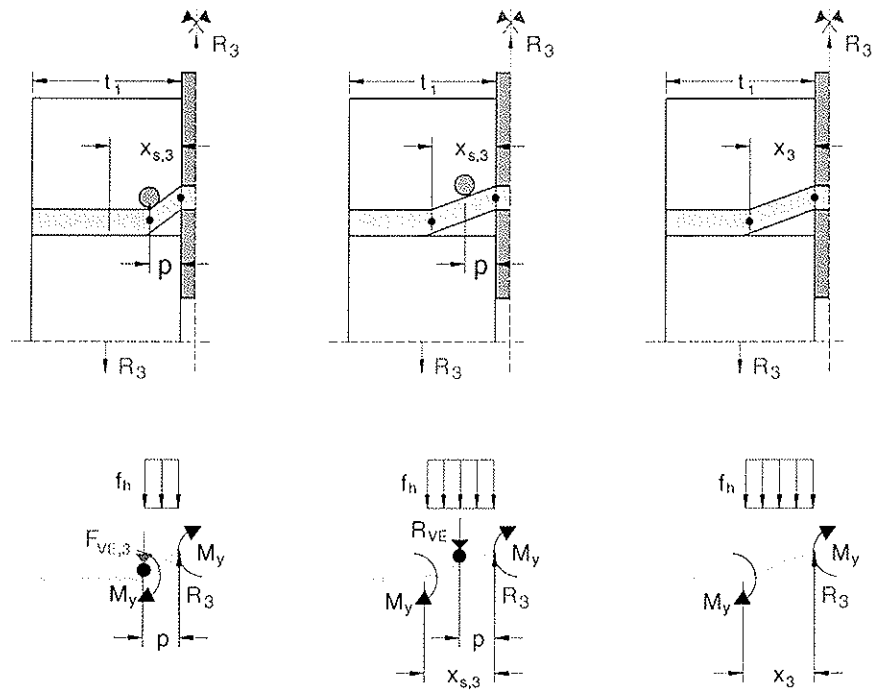 R3 R3 R3
t1 t1 t1
xs,3 xs,3 x3
p p
R3 R3 R3
fh fh fh
FVE,3 My RVE My My
My R3 My R3 My R3
p p
xs,3 x3